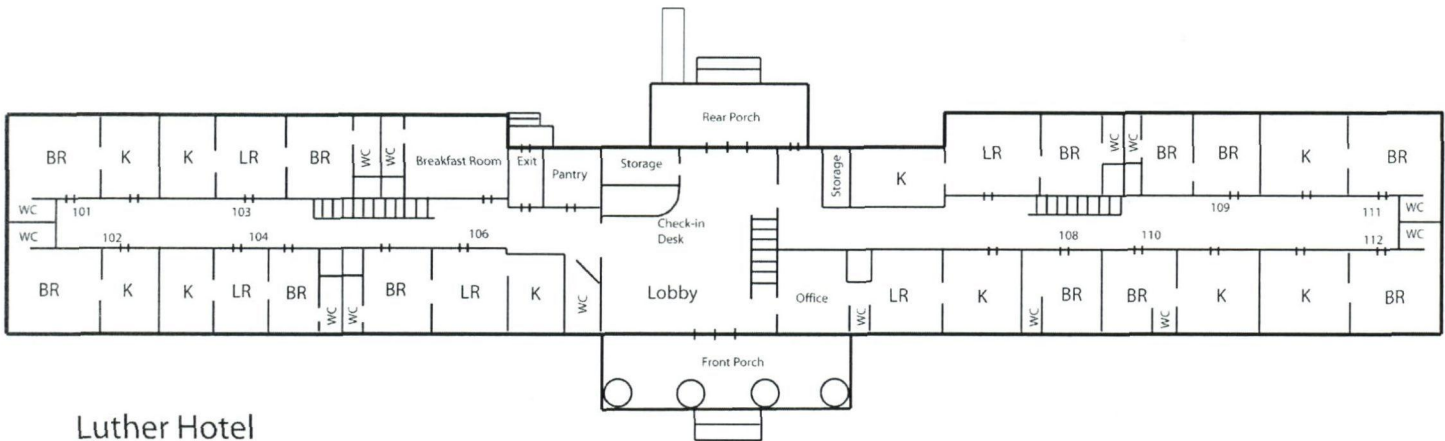 Rear Porch
BR K K LR BR WC WC Breakfast Room Exit Pantry Storage Storage K LR BR WC WC BR BR K BR
WC 101 103 Check-in 109 111 WC
Desk
WC 102 104 106 108 110 112 WC
BR K K LR BR WC WC BR LR K WC Lobby Office WC LR K WC BR BR WC K K BR
Front Porch
Luther Hotel